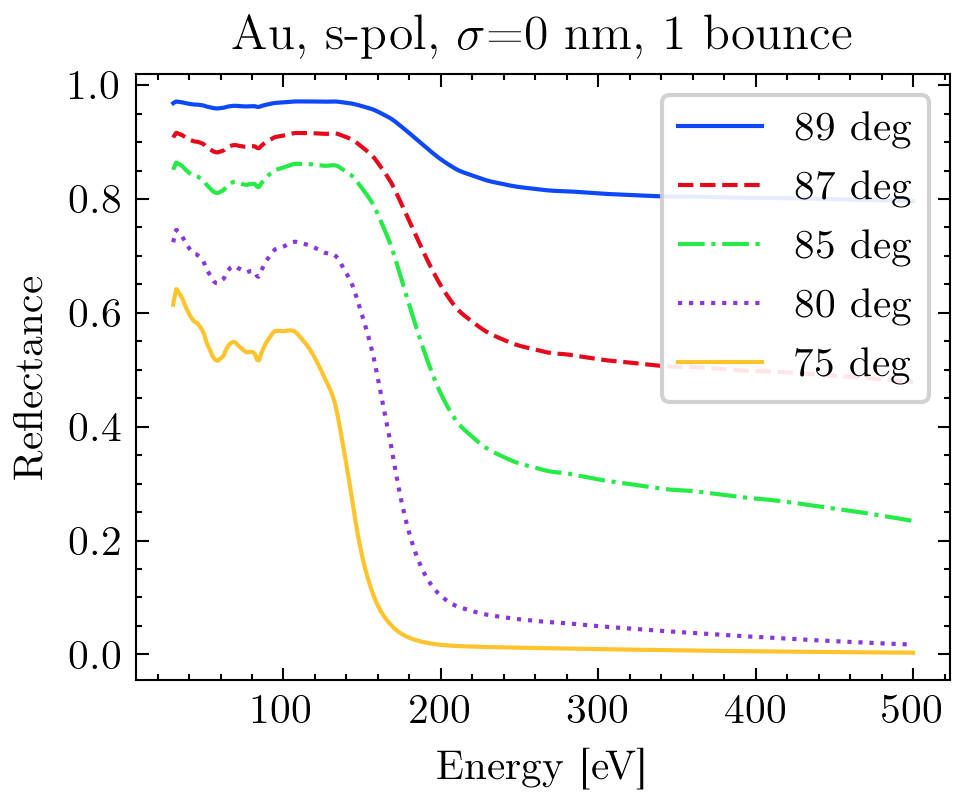 Au, s-pol, σ=0 nm, 1 bounce
1.0
0.8
0.6
0.4
0.2
0.0
Reflectance
89 deg
87 deg
85 deg
80 deg
75 deg
100 200 300 400 500
Energy [eV]